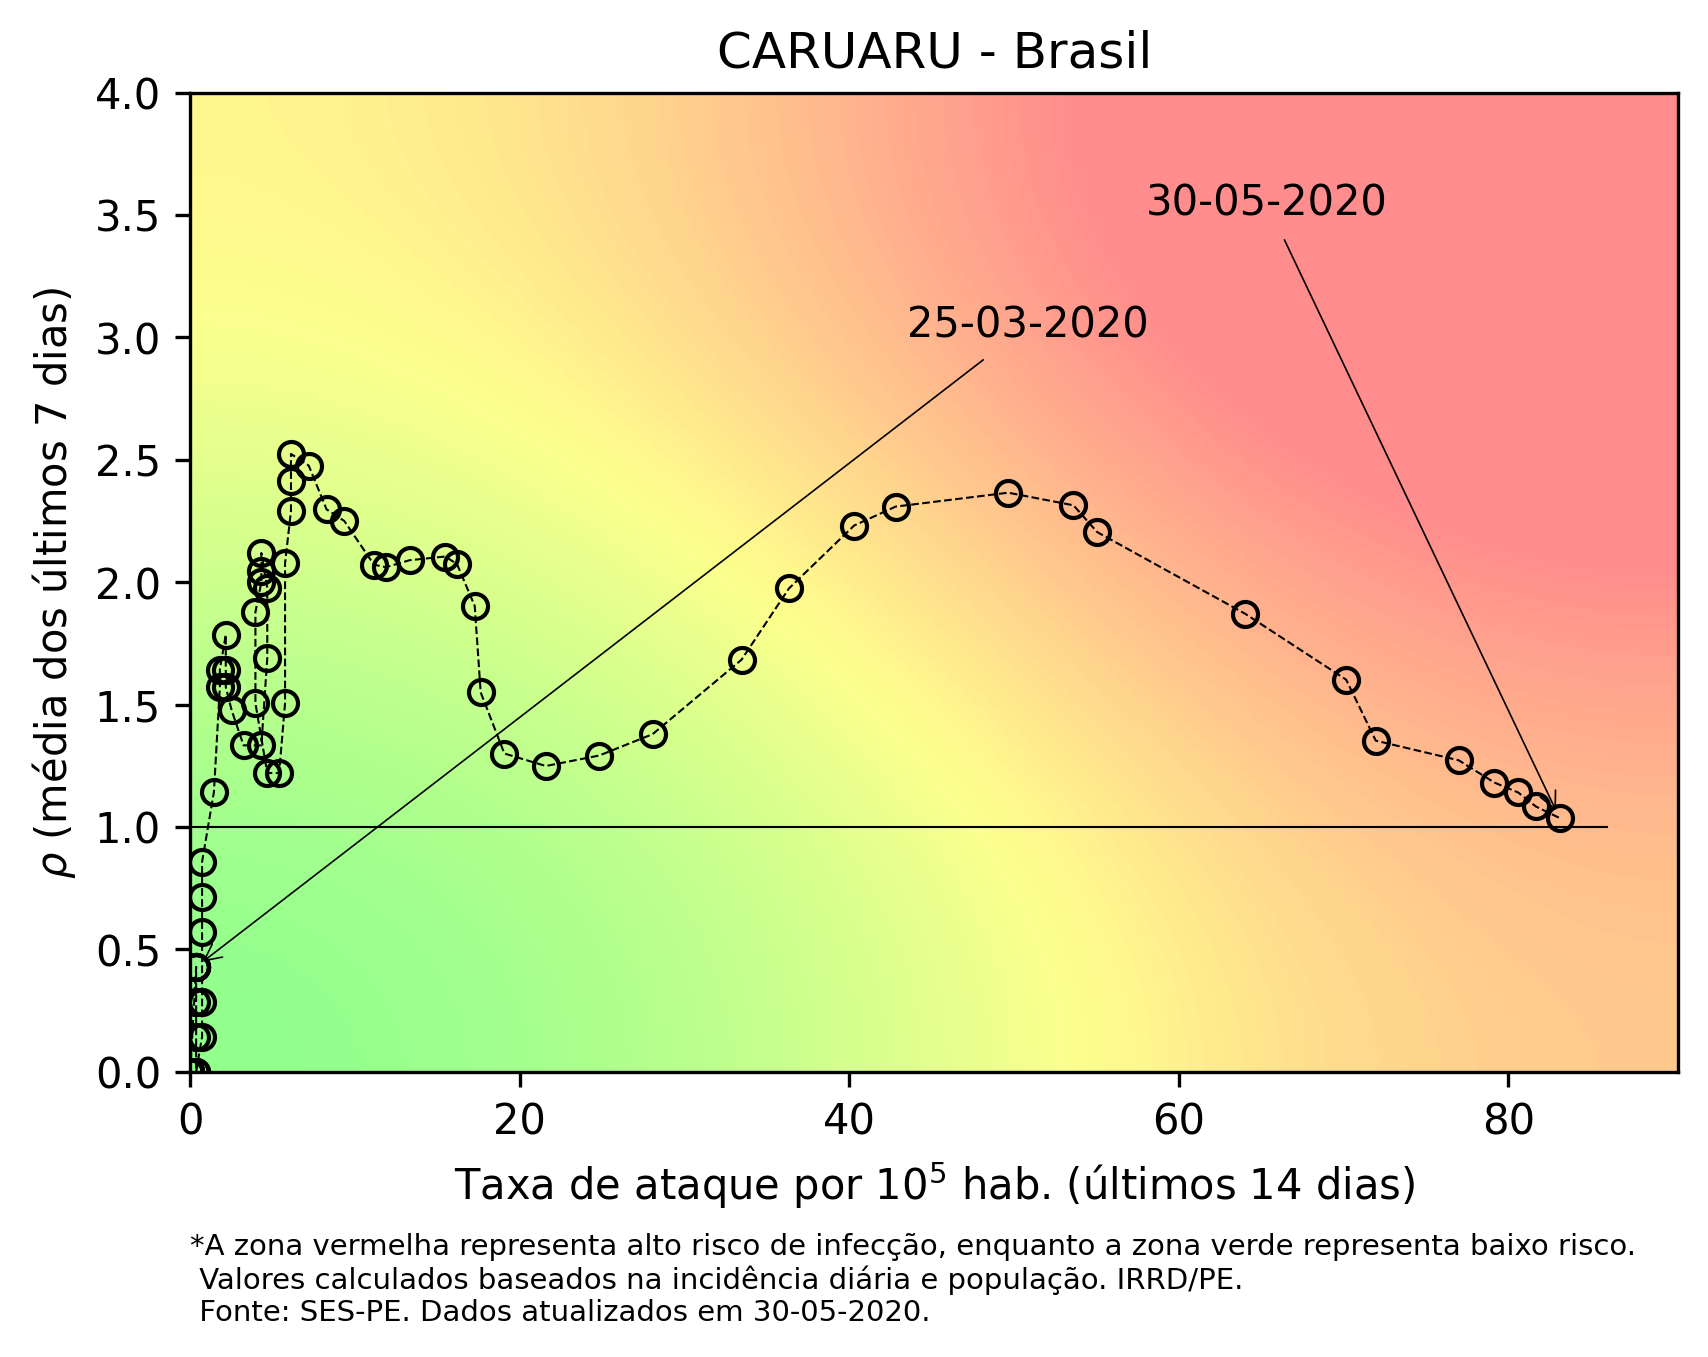 CARUARU - Brasil
4.0
3.5
3.0
2.5
2.0
1.5
1.0
0.5
0.0
ρ (média dos últimos 7 dias)
30-05-2020
25-03-2020
0 20 40 60 80
Taxa de ataque por 10⁵ hab. (últimos 14 dias)
*A zona vermelha representa alto risco de infecção, enquanto a zona verde representa baixo risco.
Valores calculados baseados na incidência diária e população. IRRD/PE.
Fonte: SES-PE. Dados atualizados em 30-05-2020.